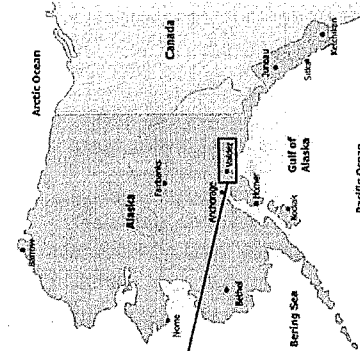 Arctic Ocean
Canada
Barrow
Alaska
Fairbanks
Nome
Anchorage
Valdez
Juneau
Sitka
Ketchikan
Bethel
Homer
Kodiak
Gulf of
Alaska
Bering Sea
Pacific Ocean